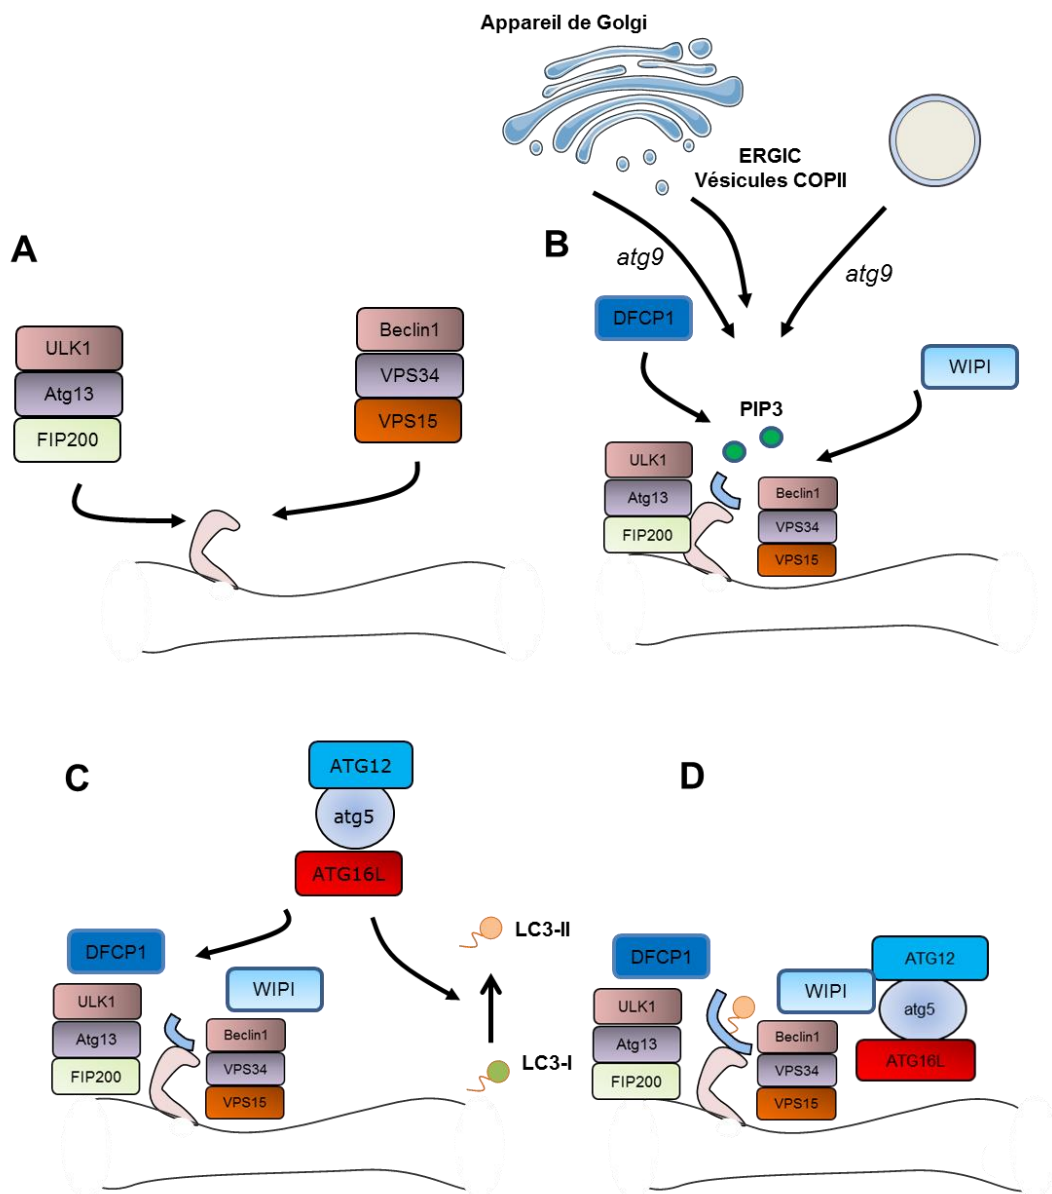 Appareil de Golgi
ERGIC
Vésicules COPII
A
ULK1
Atg13
FIP200
Beclin1
VPS34
VPS15
B
atg9
atg9
DFCP1
WIPI
PIP3
ULK1
Atg13
FIP200
Beclin1
VPS34
VPS15
C
ATG12
atg5
ATG16L
LC3-II
LC3-I
DFCP1
WIPI
ULK1
Atg13
FIP200
Beclin1
VPS34
VPS15
D
DFCP1
WIPI
ATG12
atg5
ATG16L
ULK1
Atg13
FIP200
Beclin1
VPS34
VPS15